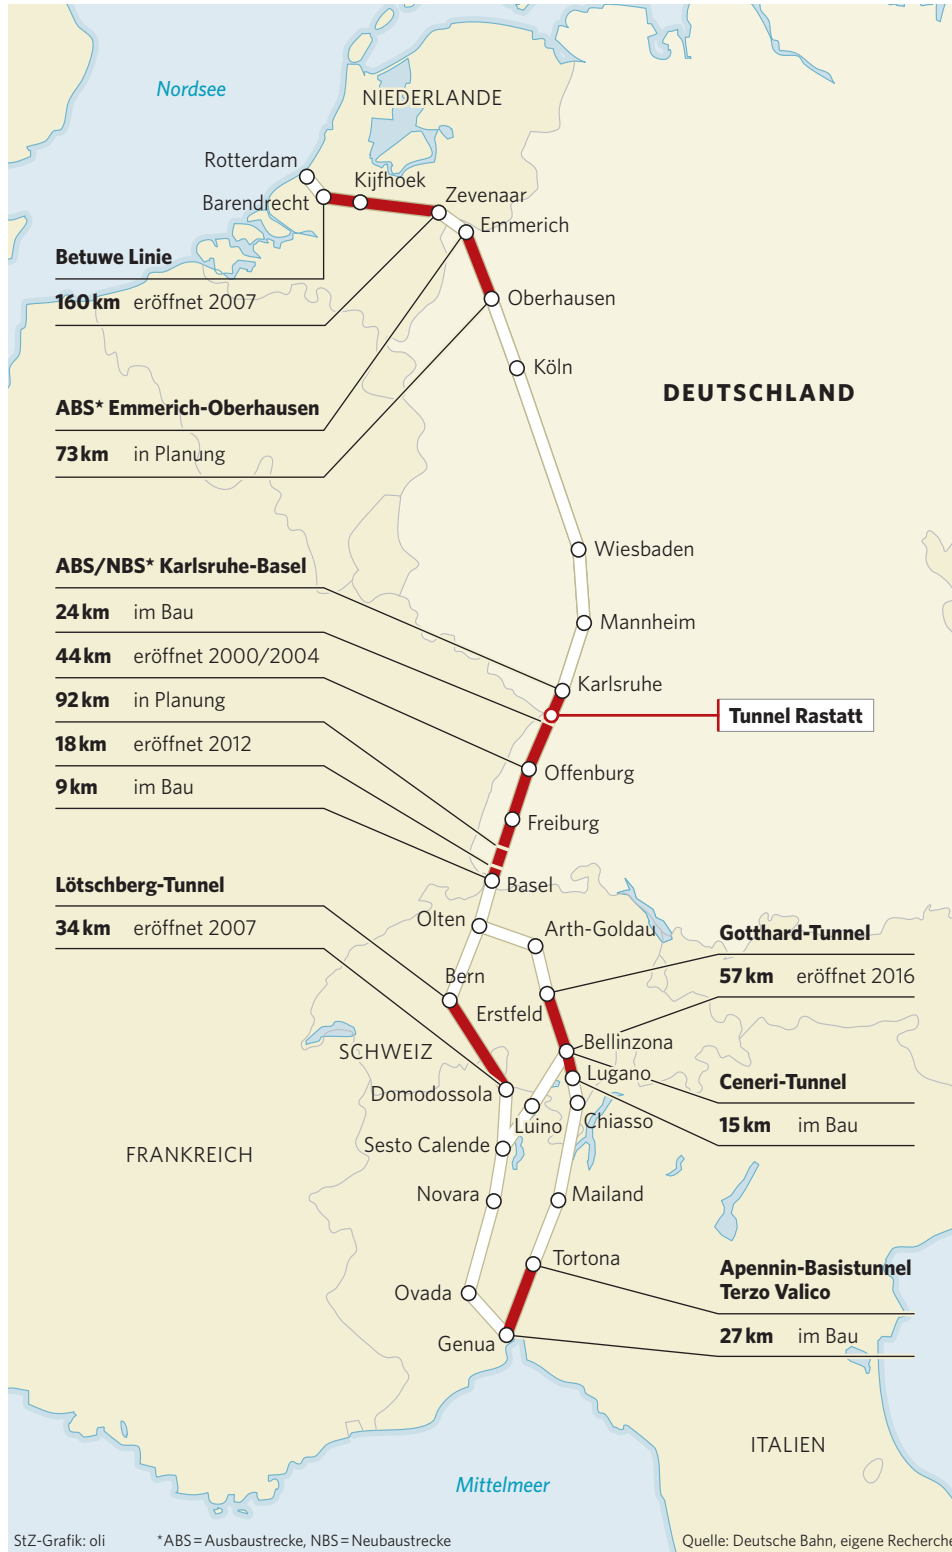 Nordsee
NIEDERLANDE
Rotterdam
Kijfhoek
Zevenaar
Barendrecht
Emmerich
Betuwe Linie
160 km eröffnet 2007
Oberhausen
Köln
DEUTSCHLAND
ABS* Emmerich-Oberhausen
73 km in Planung
Wiesbaden
ABS/NBS* Karlsruhe-Basel
24 km im Bau
44 km eröffnet 2000/2004
92 km in Planung
18 km eröffnet 2012
9 km im Bau
Mannheim
Karlsruhe
Tunnel Rastatt
Offenburg
Freiburg
Basel
Lötschberg-Tunnel
34 km eröffnet 2007
Olten
Arth-Goldau
Gotthard-Tunnel
57 km eröffnet 2016
Bern
Erstfeld
Bellinzona
SCHWEIZ
Lugano
Ceneri-Tunnel
15 km im Bau
Domodossola
Luino
Chiasso
Sesto Calende
FRANKREICH
Novara
Mailand
Tortona
Apennin-Basistunnel
Terzo Valico
27 km im Bau
Ovada
Genua
ITALIEN
Mittelmeer
StZ-Grafik: oli
*ABS = Ausbaustrecke, NBS = Neubaustrecke
Quelle: Deutsche Bahn, eigene Recherche